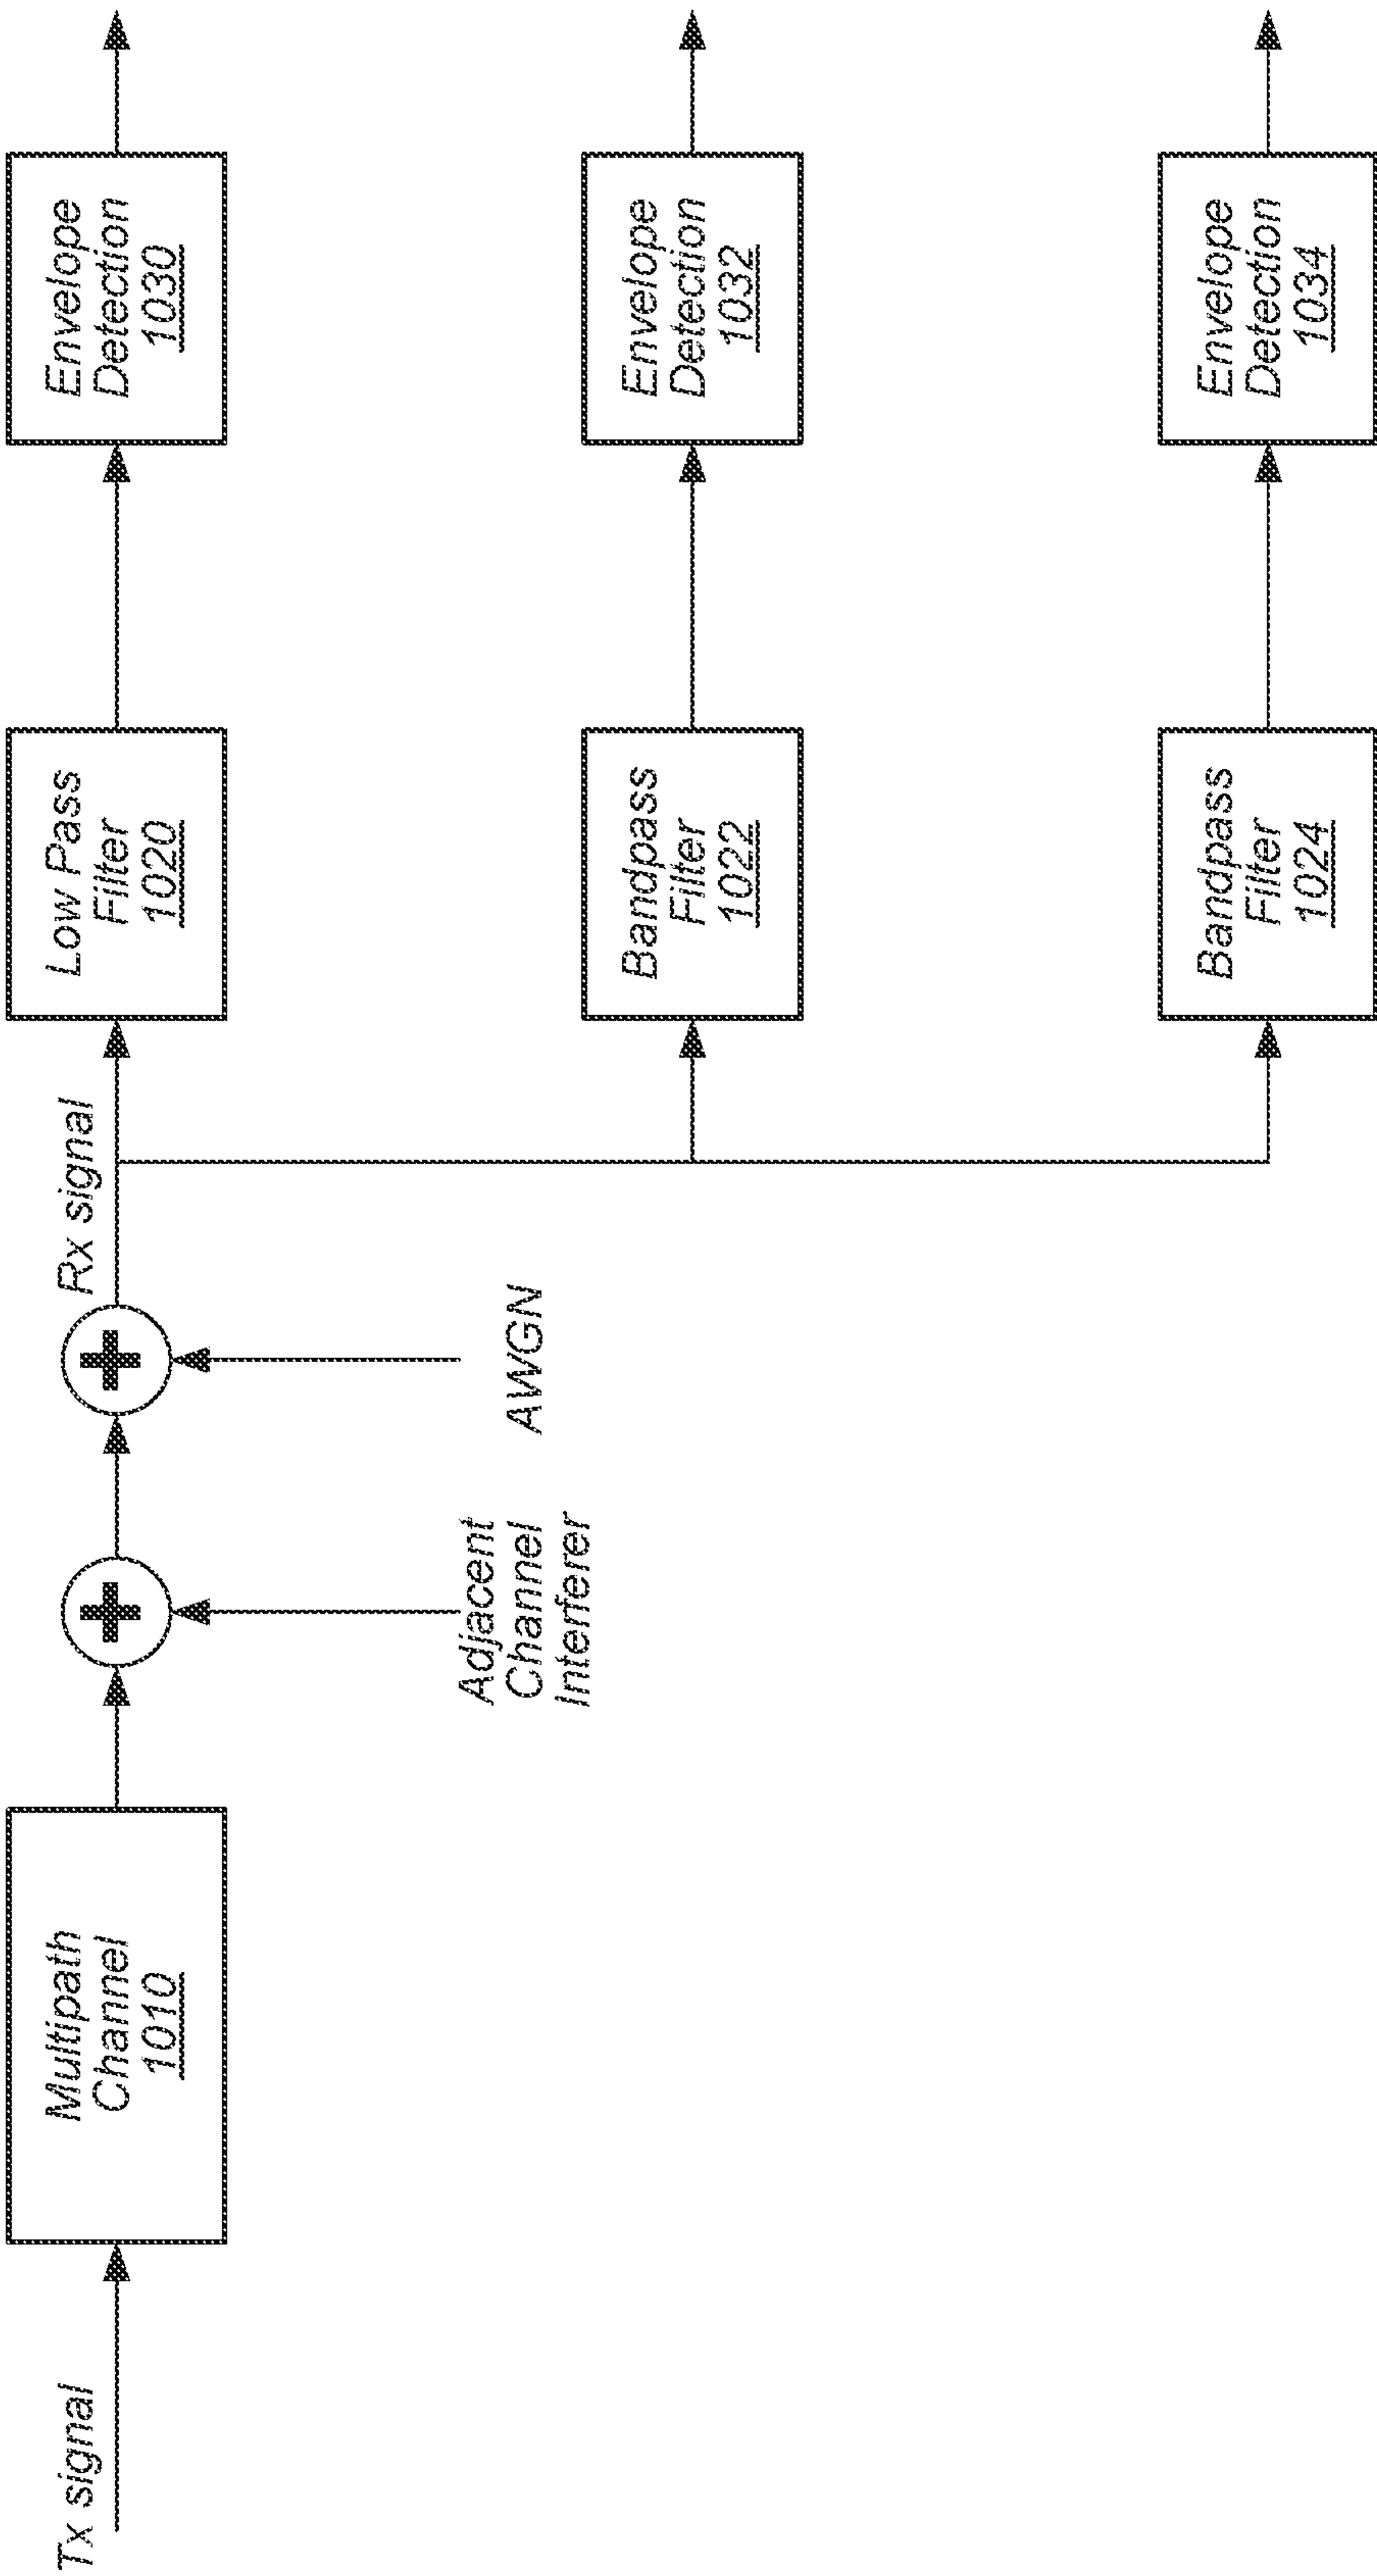 Tx signal
Multipath
Channel
1010
Adjacent
Channel
Interferer
AWGN
Rx signal
Low Pass
Filter
1020
Envelope
Detection
1030
Bandpass
Filter
1022
Envelope
Detection
1032
Bandpass
Filter
1024
Envelope
Detection
1034